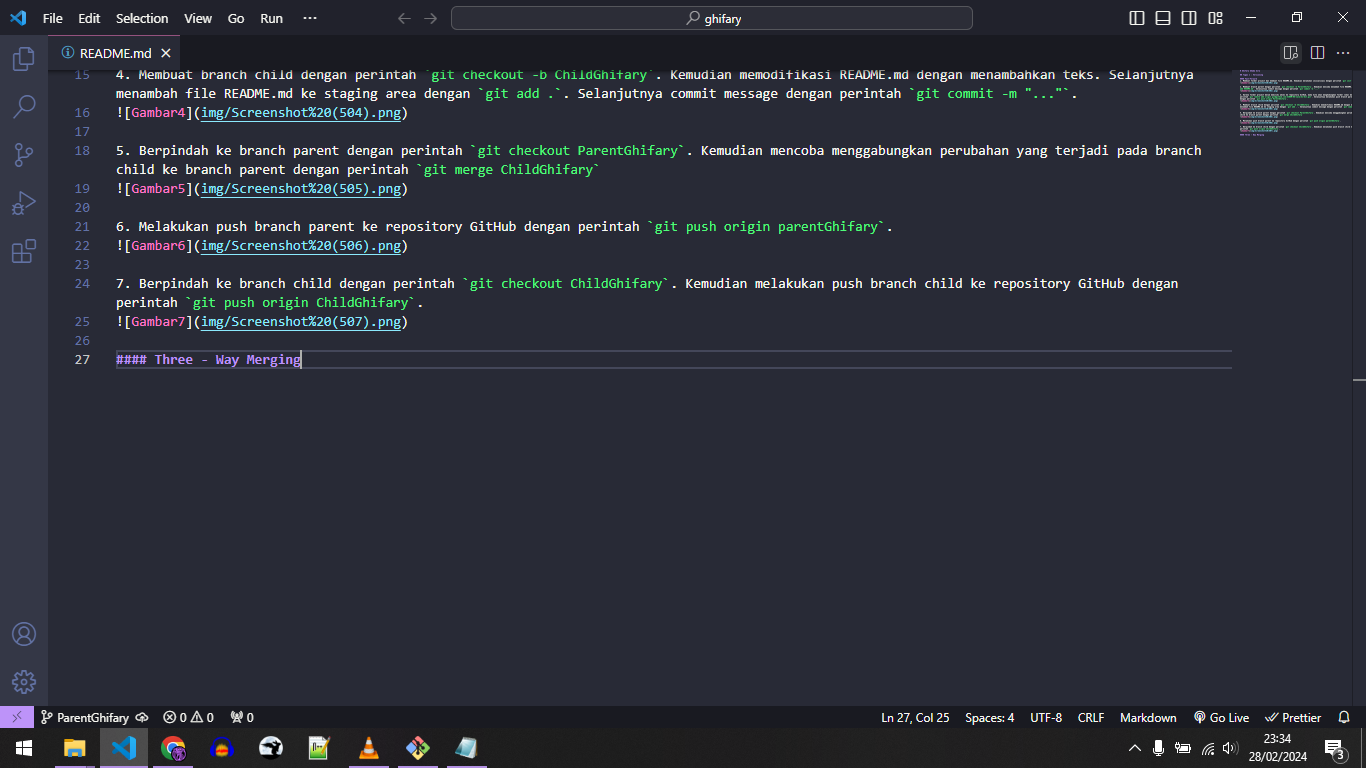 File Edit Selection View Go Run ···
ghifary
README.md
15 4. Membuat branch child dengan perintah `git checkout -b ChildGhifary`. Kemudian memodifikasi README.md dengan menambahkan teks. Selanjutnya
menambah file README.md ke staging area dengan `git add .`. Selanjutnya commit message dengan perintah `git commit -m "..."`.
16 ![Gambar4](img/Screenshot%20(504).png)
17
18 5. Berpindah ke branch parent dengan perintah `git checkout ParentGhifary`. Kemudian mencoba menggabungkan perubahan yang terjadi pada branch
child ke branch parent dengan perintah `git merge ChildGhifary`
19 ![Gambar5](img/Screenshot%20(505).png)
20
21 6. Melakukan push branch parent ke repository GitHub dengan perintah `git push origin parentGhifary`.
22 ![Gambar6](img/Screenshot%20(506).png)
23
24 7. Berpindah ke branch child dengan perintah `git checkout ChildGhifary`. Kemudian melakukan push branch child ke repository GitHub dengan
perintah `git push origin ChildGhifary`.
25 ![Gambar7](img/Screenshot%20(507).png)
26
27 #### Three - Way Merging
ParentGhifary 0 0 0 Ln 27, Col 25 Spaces: 4 UTF-8 CRLF Markdown Go Live Prettier
23:34
28/02/2024
3